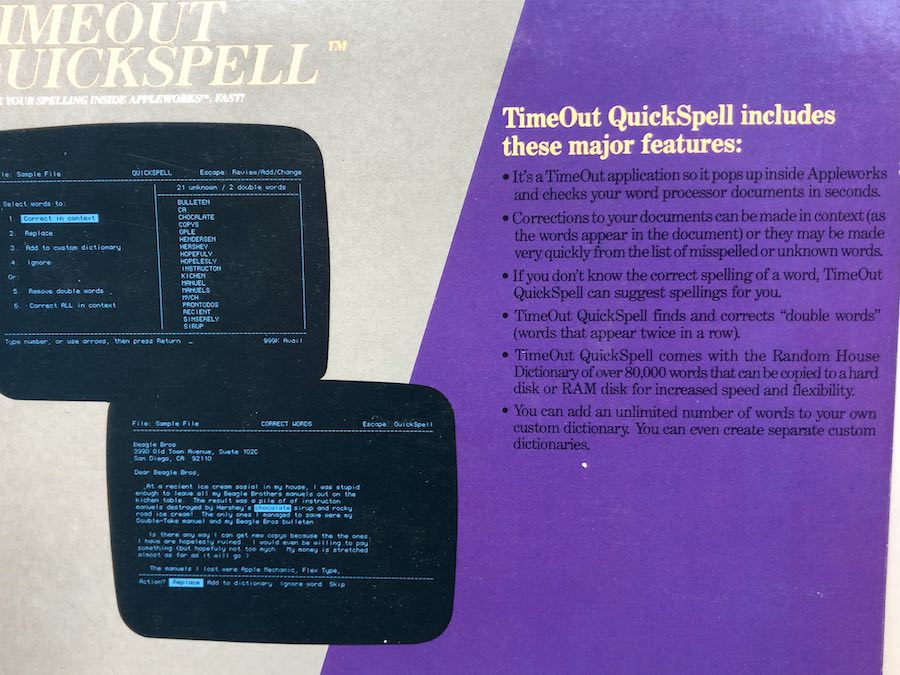 TIMEOUT
QUICKSPELL™
YOUR SPELLING INSIDE APPLEWORKS™. FAST!
File: Sample File QUICKSPELL Escape: Review/Add/Change
21 unknown / 2 double words
Select words to:
1. Correct in context
2. Replace
3. Add to custom dictionary
4. Ignore
Or:
5. Remove double words
6. Correct ALL in context
BULLETEN
CA
CHOCALATE
COPYS
GPLE
HENDERSEN
HERSHEY
HOPEFULY
HOPELESLY
INSTRUCTON
KICHEN
MANUEL
MANUELS
MYCH
PRONTODOS
RECIENT
SINSERELY
SIRUP
Type number, or use arrows, then press Return _ 999K Avail
File: Sample File CORRECT WORDS Escape: QuickSpell
Beagle Bros
3990 Old Town Avenue, Suete 102C
San Diego, CA 92110
Dear Beagle Bros,
At a recient ice cream sosial in my house, I was stupid
enough to leave all my Beagle Brothers manuels out on the
kichen table. The result was a pile of of instructon
manuels destroyed by Hershey's chocalate sirup and rocky
road ice cream! The only ones I managed to save were my
Double-Take manuel and my Beagle Bros bulleten.
Is there any way I can get new copys because the the ones
I have are hopelesly ruined. I would even be willing to pay
something (but hopefuly not too mych. My money is stretched
almost as far as it will go.)
The manuels I lost were Apple Mechanic, Flex Type,
Action? Replace Add to dictionary Ignore word Skip
TimeOut QuickSpell includes
these major features:
• It's a TimeOut application so it pops up inside Appleworks
and checks your word processor documents in seconds.
• Corrections to your documents can be made in context (as
the words appear in the document) or they may be made
very quickly from the list of misspelled or unknown words.
• If you don't know the correct spelling of a word, TimeOut
QuickSpell can suggest spellings for you.
• TimeOut QuickSpell finds and corrects "double words"
(words that appear twice in a row).
• TimeOut QuickSpell comes with the Random House
Dictionary of over 80,000 words that can be copied to a hard
disk or RAM disk for increased speed and flexibility.
• You can add an unlimited number of words to your own
custom dictionary. You can even create separate custom
dictionaries.